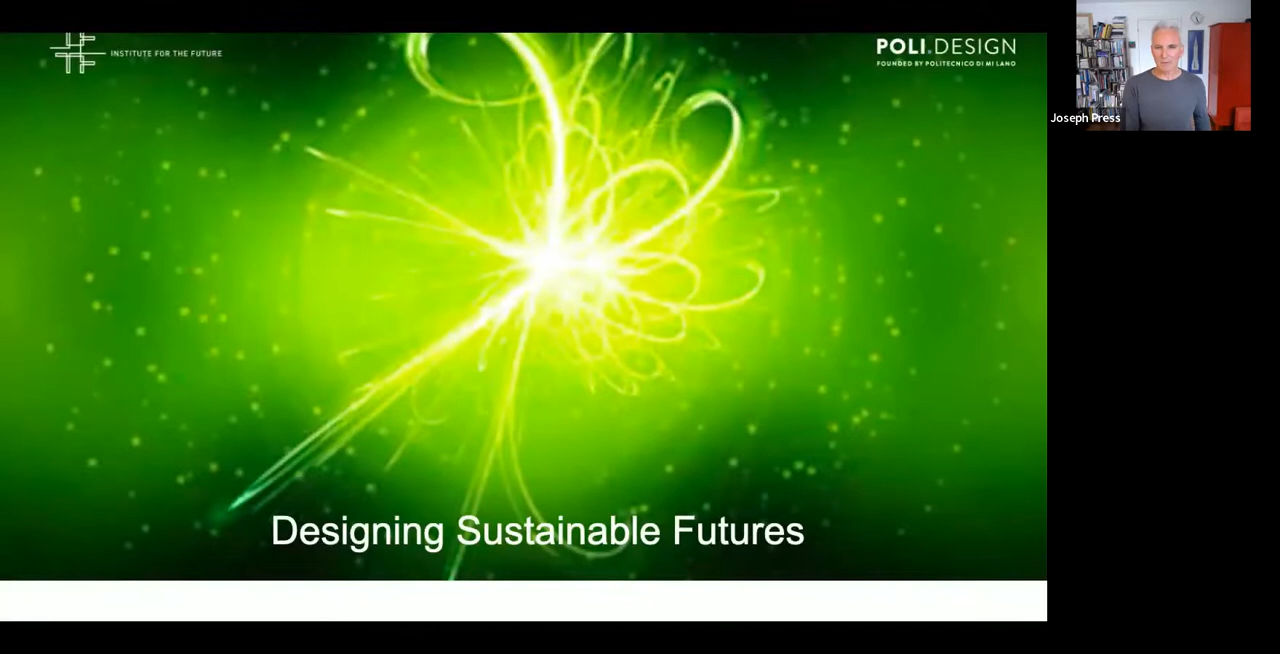 INSTITUTE FOR THE FUTURE
POLI.DESIGN
FOUNDED BY POLITECNICO DI MILANO
Joseph Press
Designing Sustainable Futures